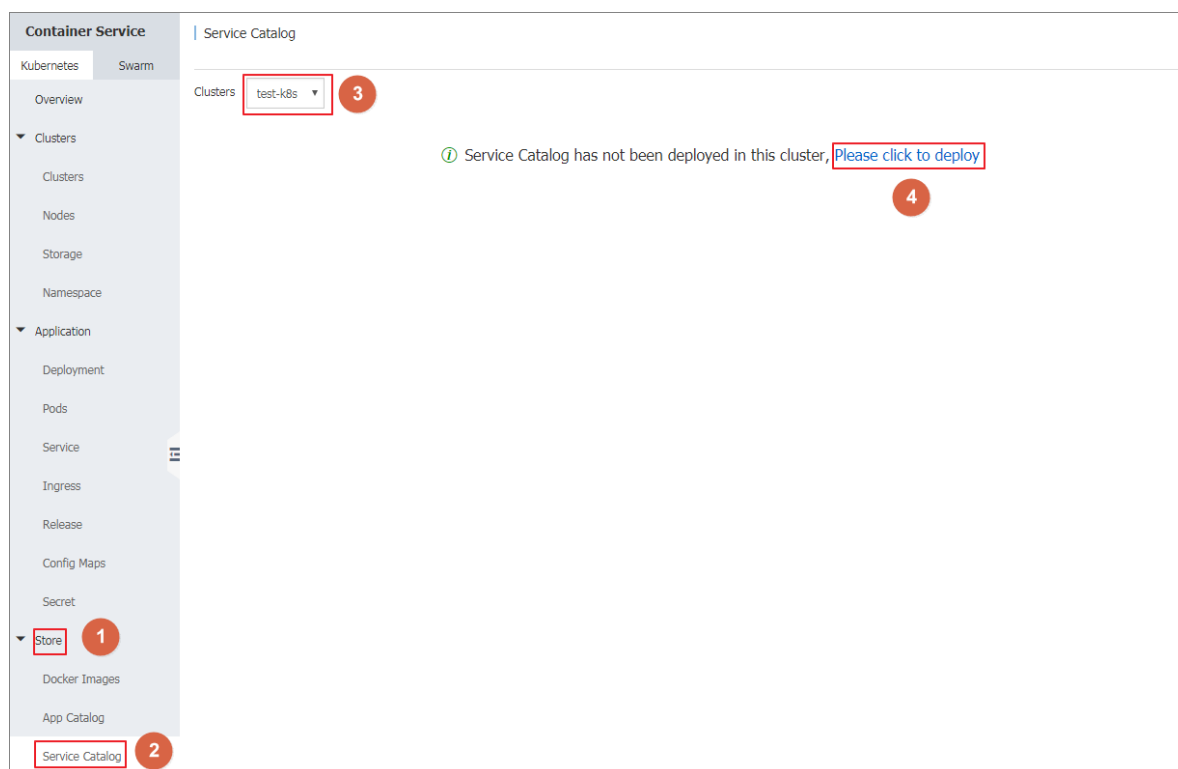 Container Service
Kubernetes Swarm
Overview
Clusters
Clusters
Nodes
Storage
Namespace
Application
Deployment
Pods
Service
Ingress
Release
Config Maps
Secret
Store 1
Docker Images
App Catalog
Service Catalog 2
Service Catalog
Clusters test-k8s 3
Service Catalog has not been deployed in this cluster, Please click to deploy
4